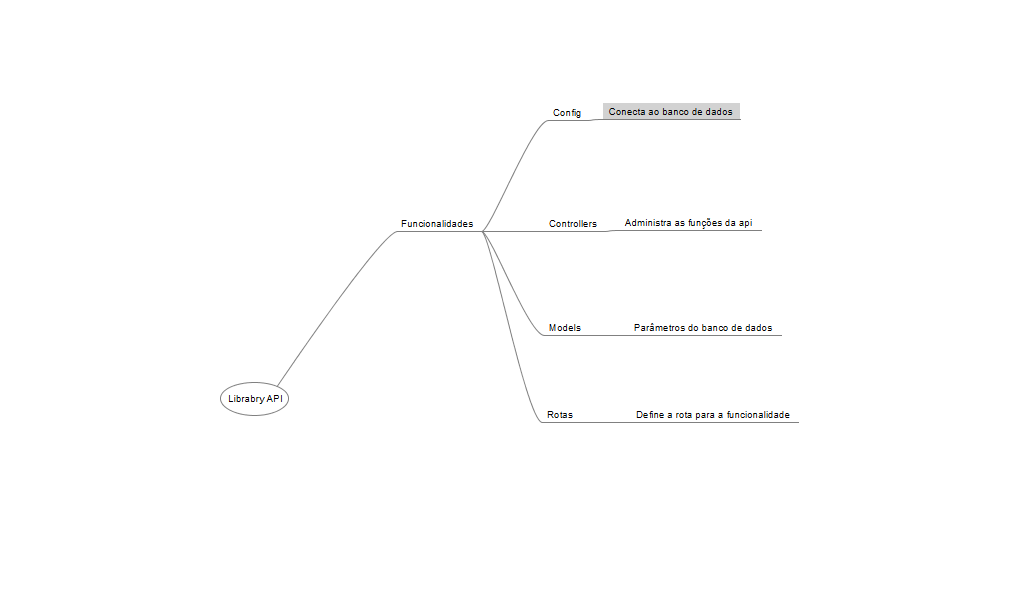 Config
Conecta ao banco de dados
Funcionalidades
Controllers
Administra as funções da api
Models
Parâmetros do banco de dados
Librabry API
Rotas
Define a rota para a funcionalidade